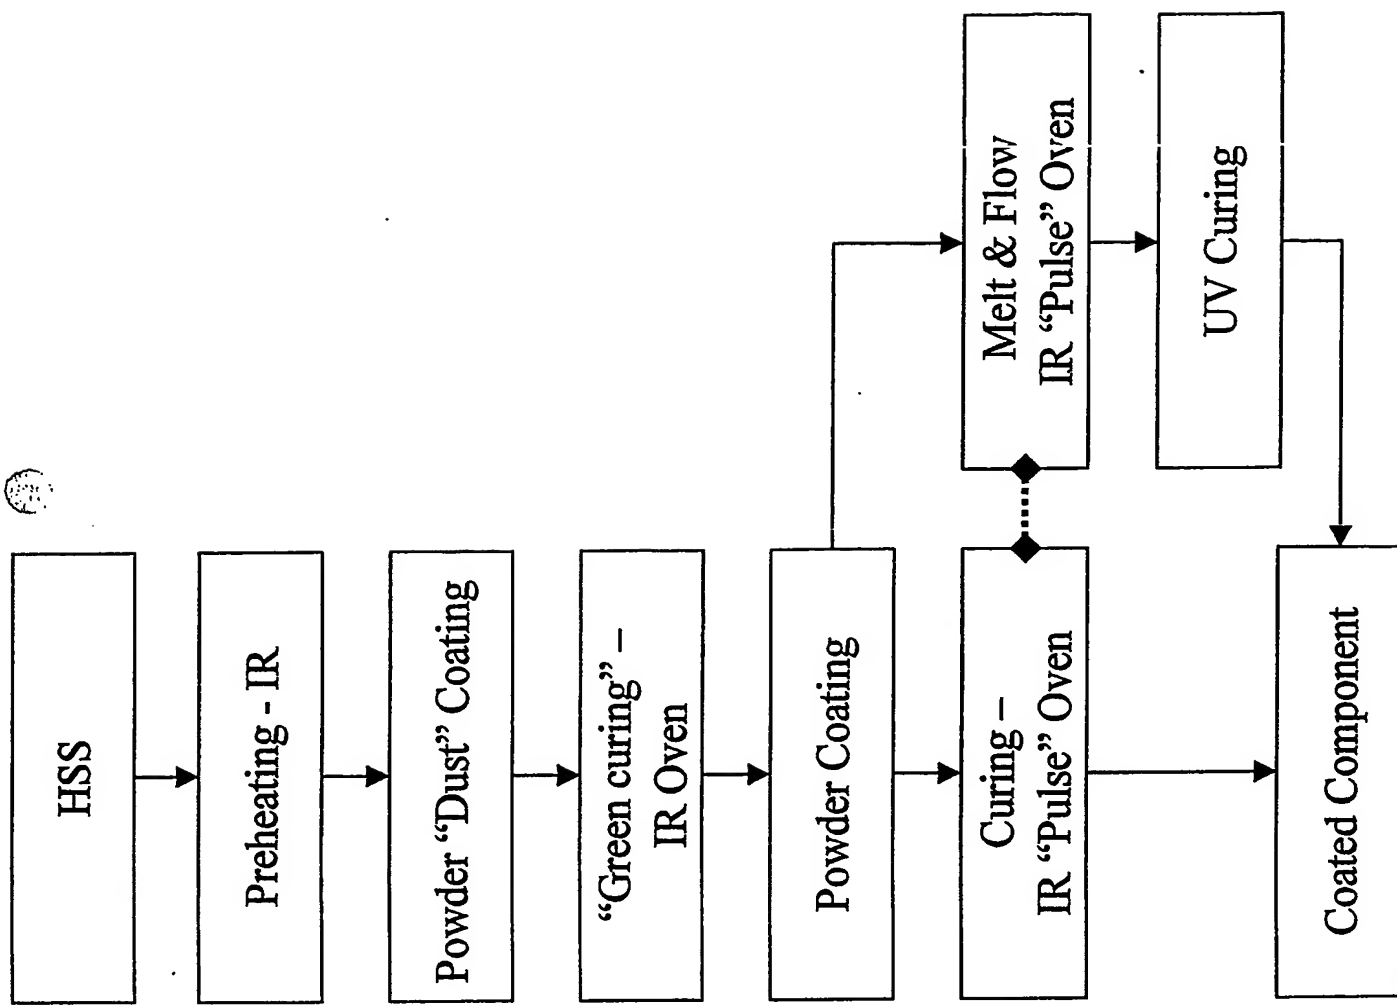 HSS
Preheating - IR
Powder “Dust” Coating
“Green curing” –
IR Oven
Powder Coating
Curing –
IR “Pulse” Oven
Melt & Flow
IR “Pulse” Oven
UV Curing
Coated Component